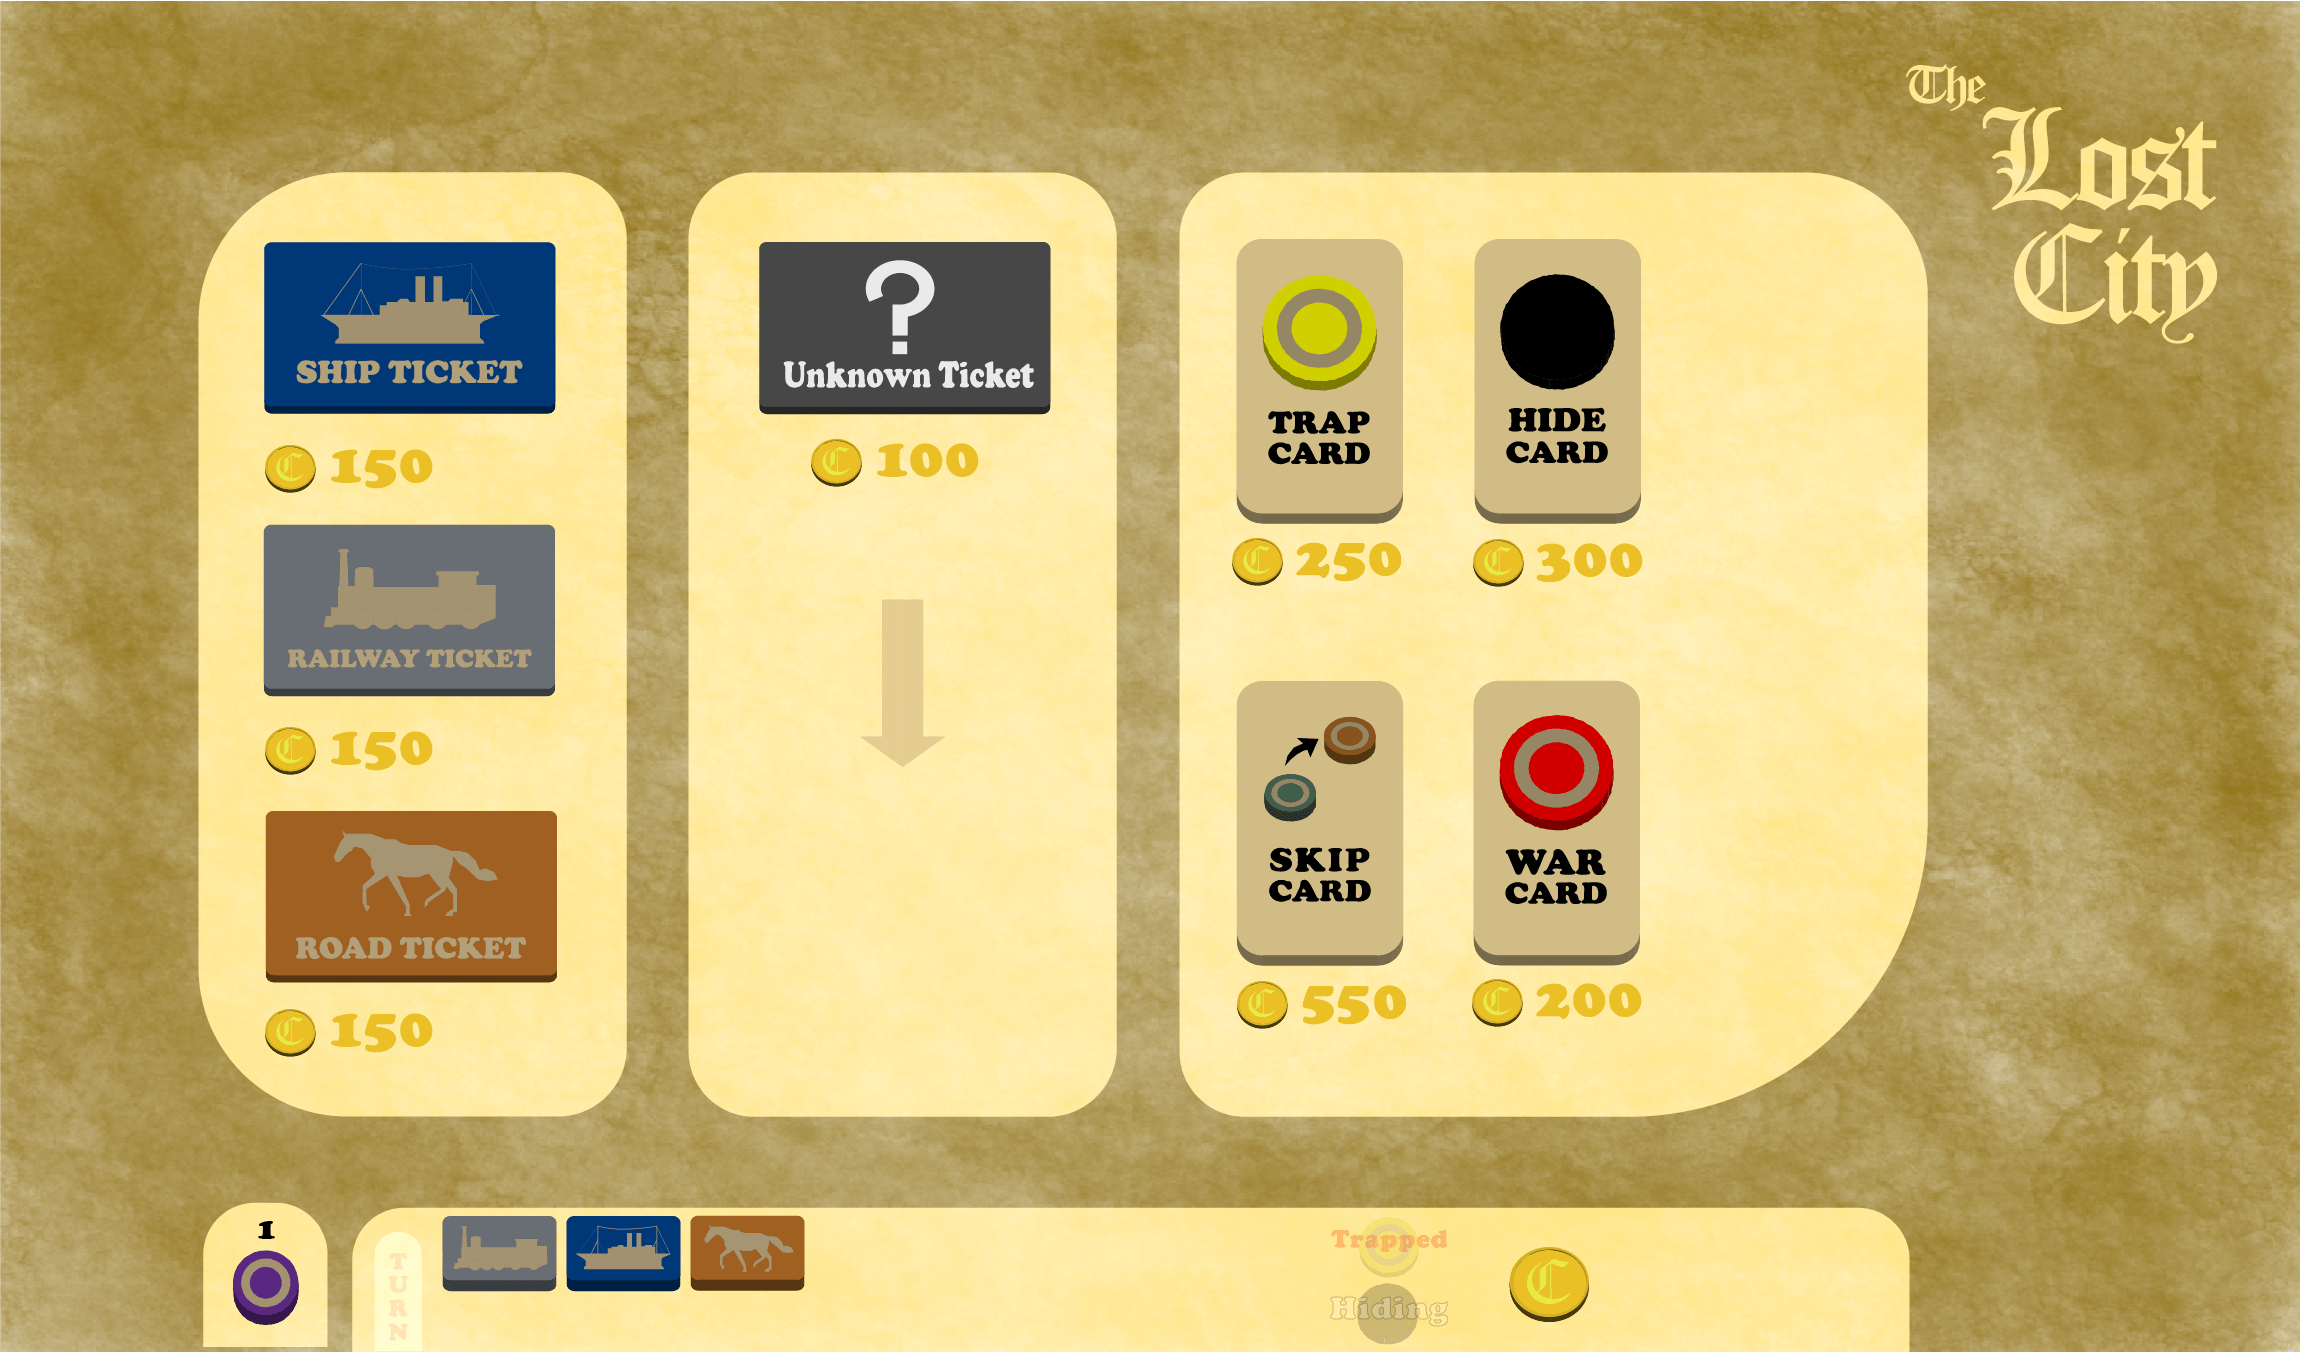 The
Lost
City
SHIP TICKET
C 150
RAILWAY TICKET
C 150
ROAD TICKET
C 150
?
Unknown Ticket
C 100
TRAP
CARD
C 250
HIDE
CARD
C 300
SKIP
CARD
C 550
WAR
CARD
C 200
1
TURN
Trapped
Hiding
C